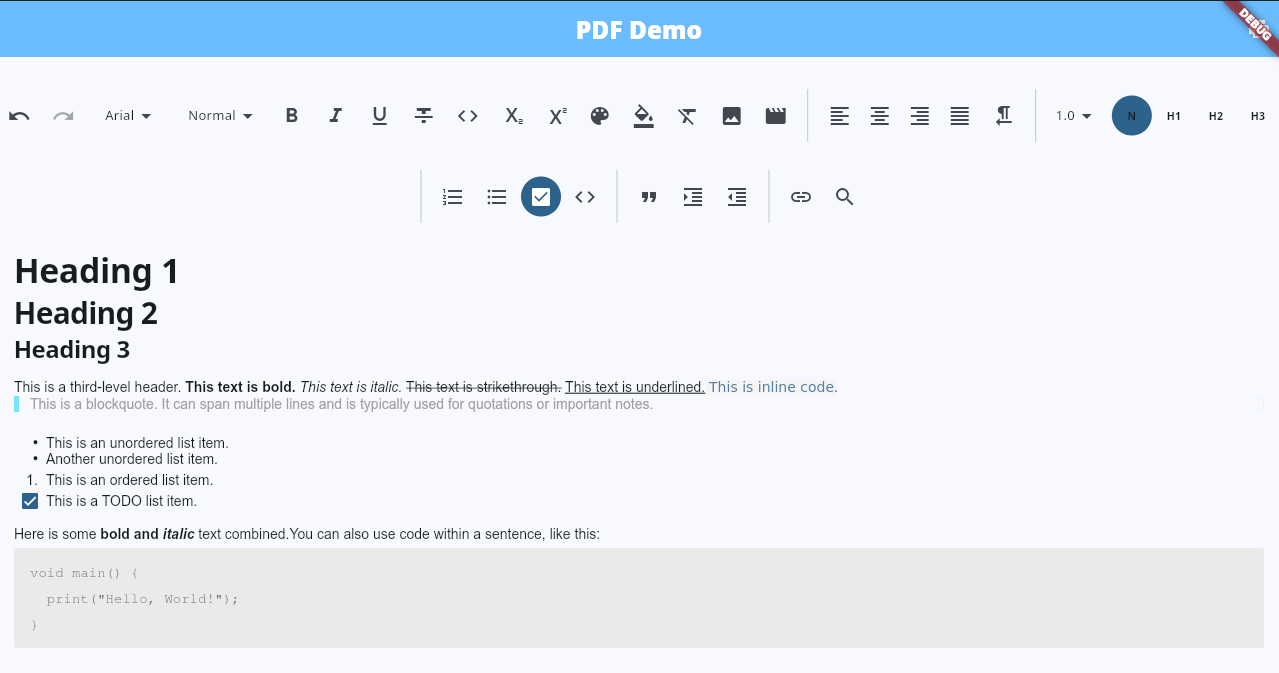 PDF Demo
DEBUG
Arial Normal B I U X₂ X² 1.0 N H1 H2 H3
Heading 1
Heading 2
Heading 3
This is a third-level header. This text is bold. This text is italic. This text is strikethrough. This text is underlined. This is inline code.
This is a blockquote. It can span multiple lines and is typically used for quotations or important notes.
• This is an unordered list item.
• Another unordered list item.
1. This is an ordered list item.
This is a TODO list item.
Here is some bold and italic text combined.You can also use code within a sentence, like this:
void main() {
  print("Hello, World!");
}